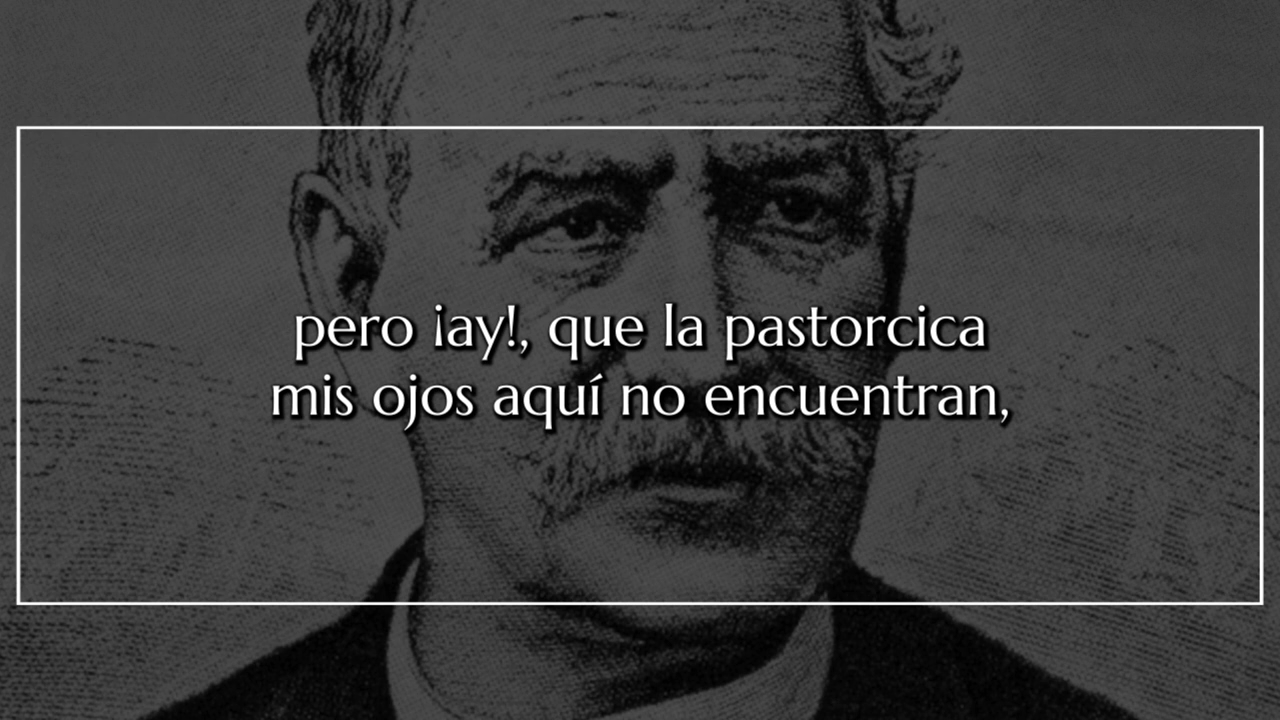 pero ¡ay!, que la pastorcica
mis ojos aquí no encuentran,